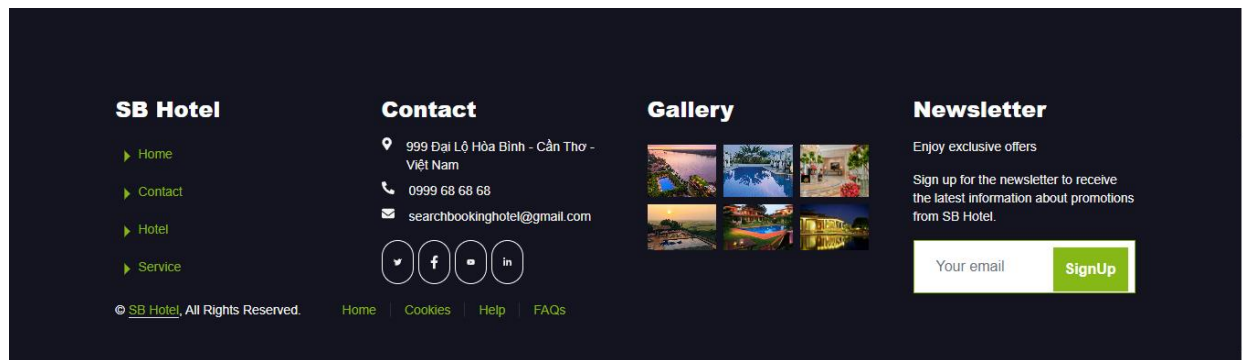 SB Hotel
Home
Contact
Hotel
Service
Contact
999 Đại Lộ Hòa Bình - Cần Thơ -
Việt Nam
0999 68 68 68
searchbookinghotel@gmail.com
Gallery
Newsletter
Enjoy exclusive offers
Sign up for the newsletter to receive
the latest information about promotions
from SB Hotel.
Your email
SignUp
© SB Hotel, All Rights Reserved.
Home
Cookies
Help
FAQs